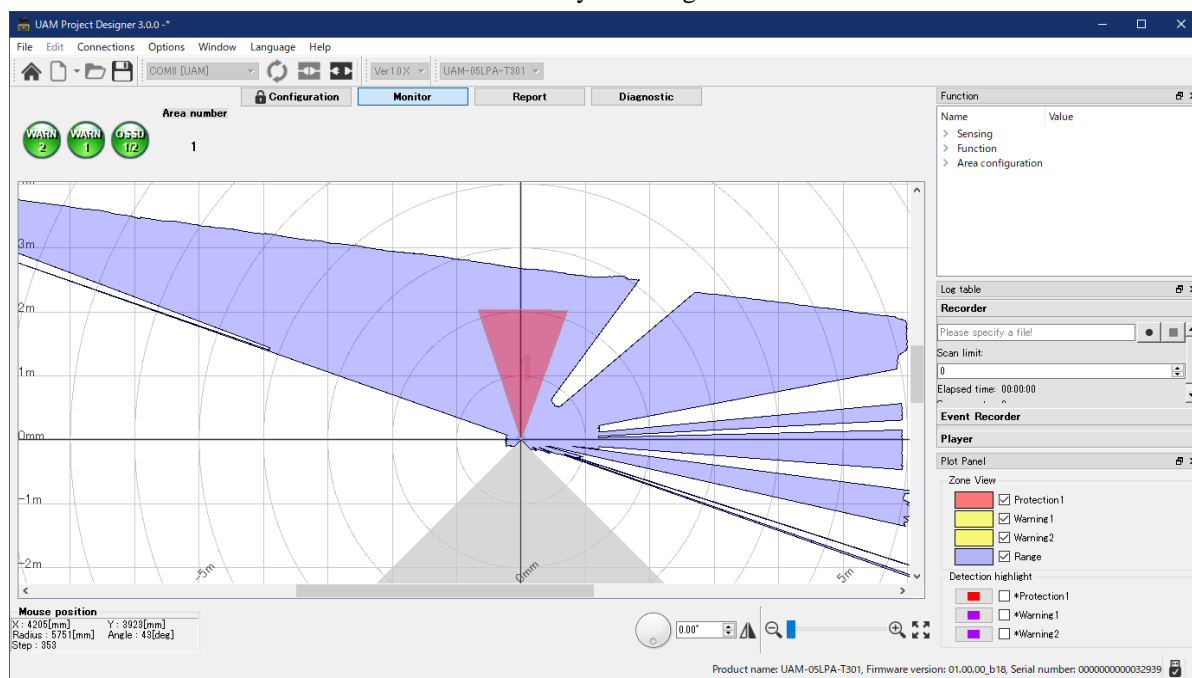 UAM Project Designer 3.0.0 -*
File Edit Connections Options Window Language Help
COM8 [UAM] Ver1.0.X UAM-05LPA-T301
Configuration Monitor Report Diagnostic
Area number
WARN 2 WARN 1 OSSD 1/2 1
3m
2m
1m
0mm
-1m
-2m
-5m 0mm 5m
Mouse position
X : 4205[mm] Y : 3923[mm]
Radius : 5751[mm] Angle : 43[deg]
Step : 353
0.00°
Function
Name Value
Sensing
Function
Area configuration
Log table
Recorder
Please specify a file!
Scan limit:
0
Elapsed time: 00:00:00
Event Recorder
Player
Plot Panel
Zone View
Protection1
Warning1
Warning2
Range
Detection highlight
*Protection1
*Warning1
*Warning2
Product name: UAM-05LPA-T301, Firmware version: 01.00.00_b18, Serial number: 0000000000032939